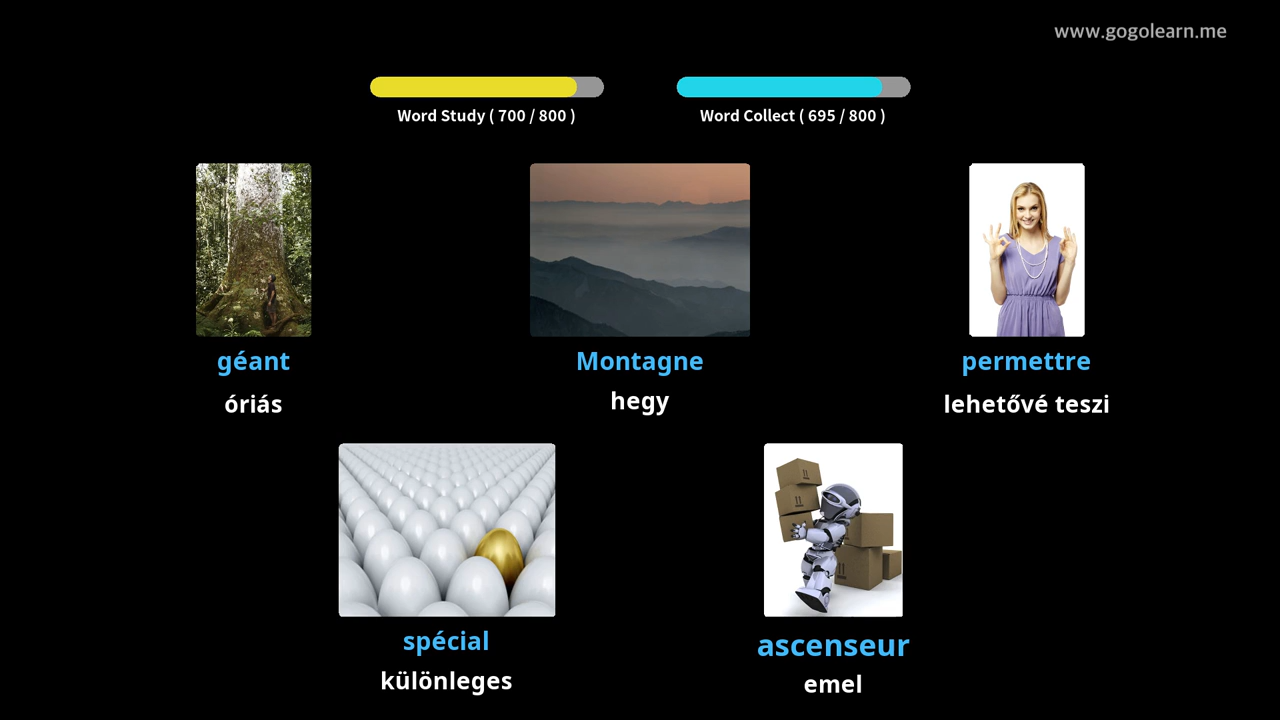 www.gogolearn.me
Word Study ( 700 / 800 )
Word Collect ( 695 / 800 )
géant
óriás
Montagne
hegy
permettre
lehetővé teszi
spécial
különleges
ascenseur
emel